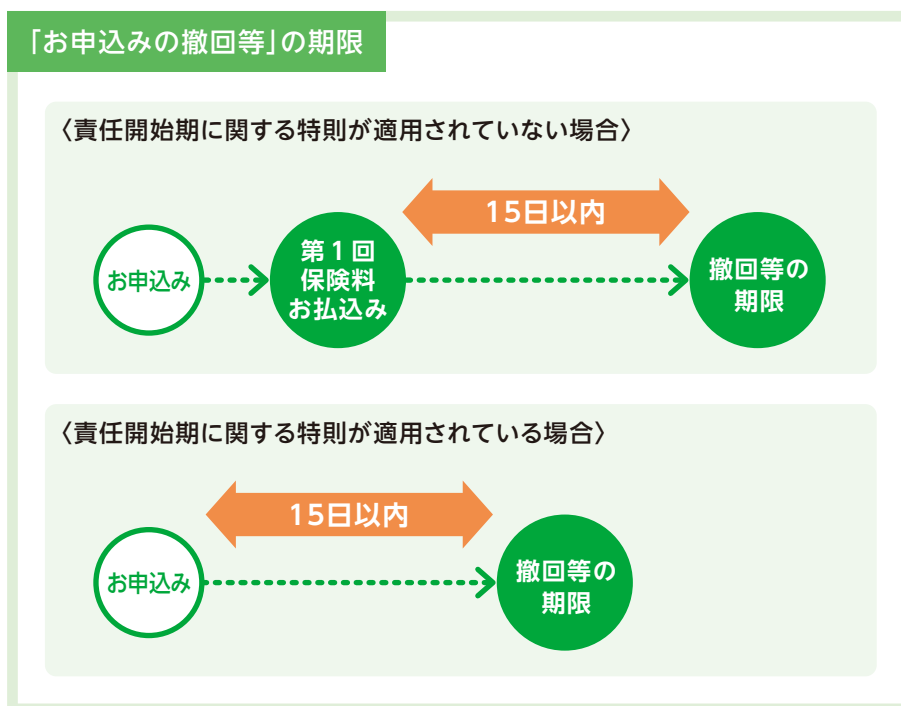 「お申込みの撤回等」の期限
〈責任開始期に関する特則が適用されていない場合〉
15日以内
お申込み
第1回
保険料
お払込み
撤回等の
期限
〈責任開始期に関する特則が適用されている場合〉
15日以内
お申込み
撤回等の
期限